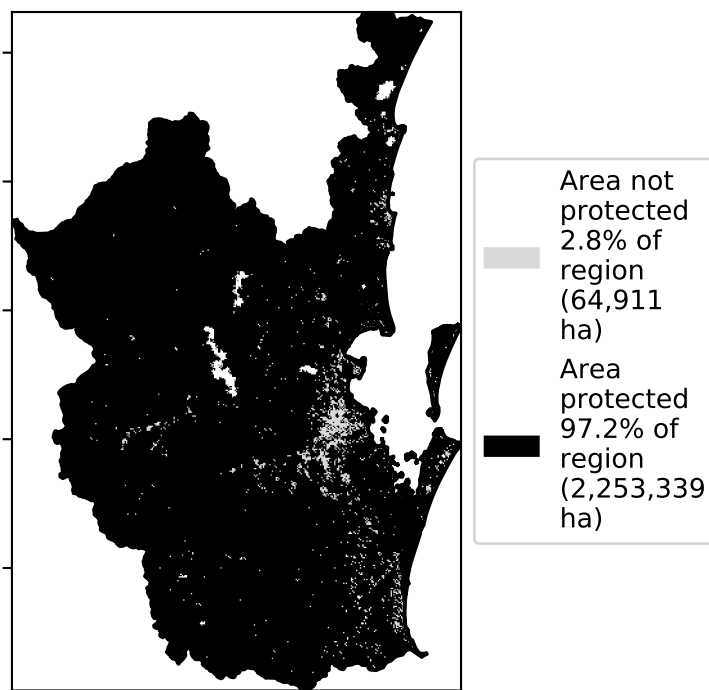 Area not
protected
2.8% of
region
(64,911
ha)
Area
protected
97.2% of
region
(2,253,339
ha)